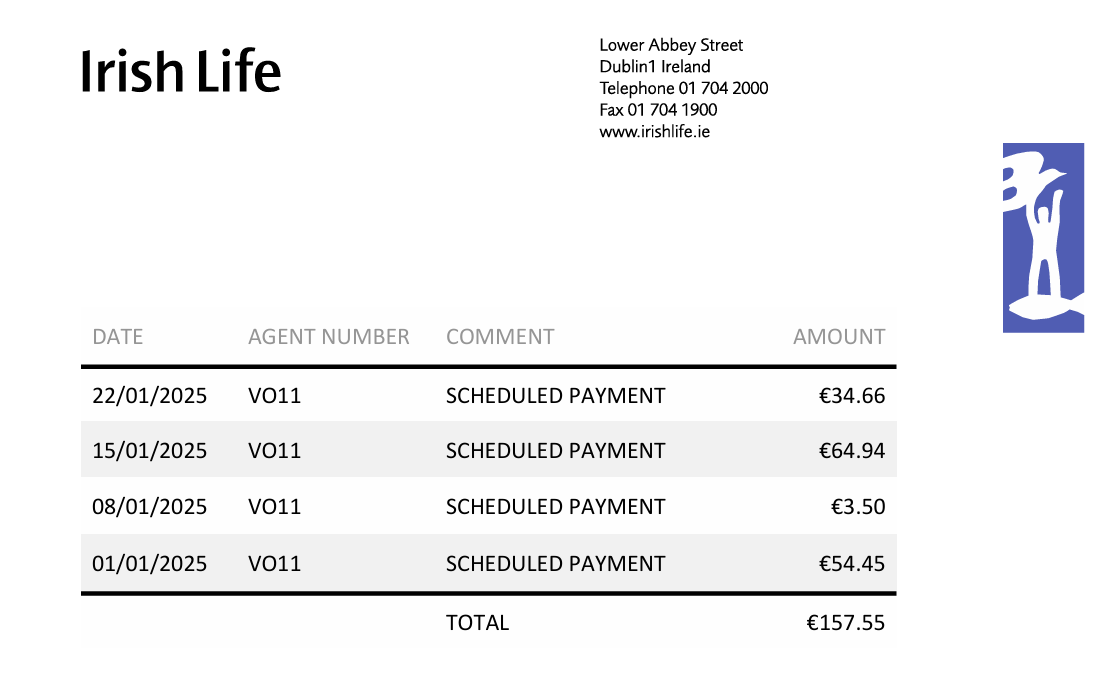 Irish Life
Lower Abbey Street
Dublin1 Ireland
Telephone 01 704 2000
Fax 01 704 1900
www.irishlife.ie
DATE AGENT NUMBER COMMENT AMOUNT
22/01/2025 VO11 SCHEDULED PAYMENT €34.66
15/01/2025 VO11 SCHEDULED PAYMENT €64.94
08/01/2025 VO11 SCHEDULED PAYMENT €3.50
01/01/2025 VO11 SCHEDULED PAYMENT €54.45
TOTAL €157.55